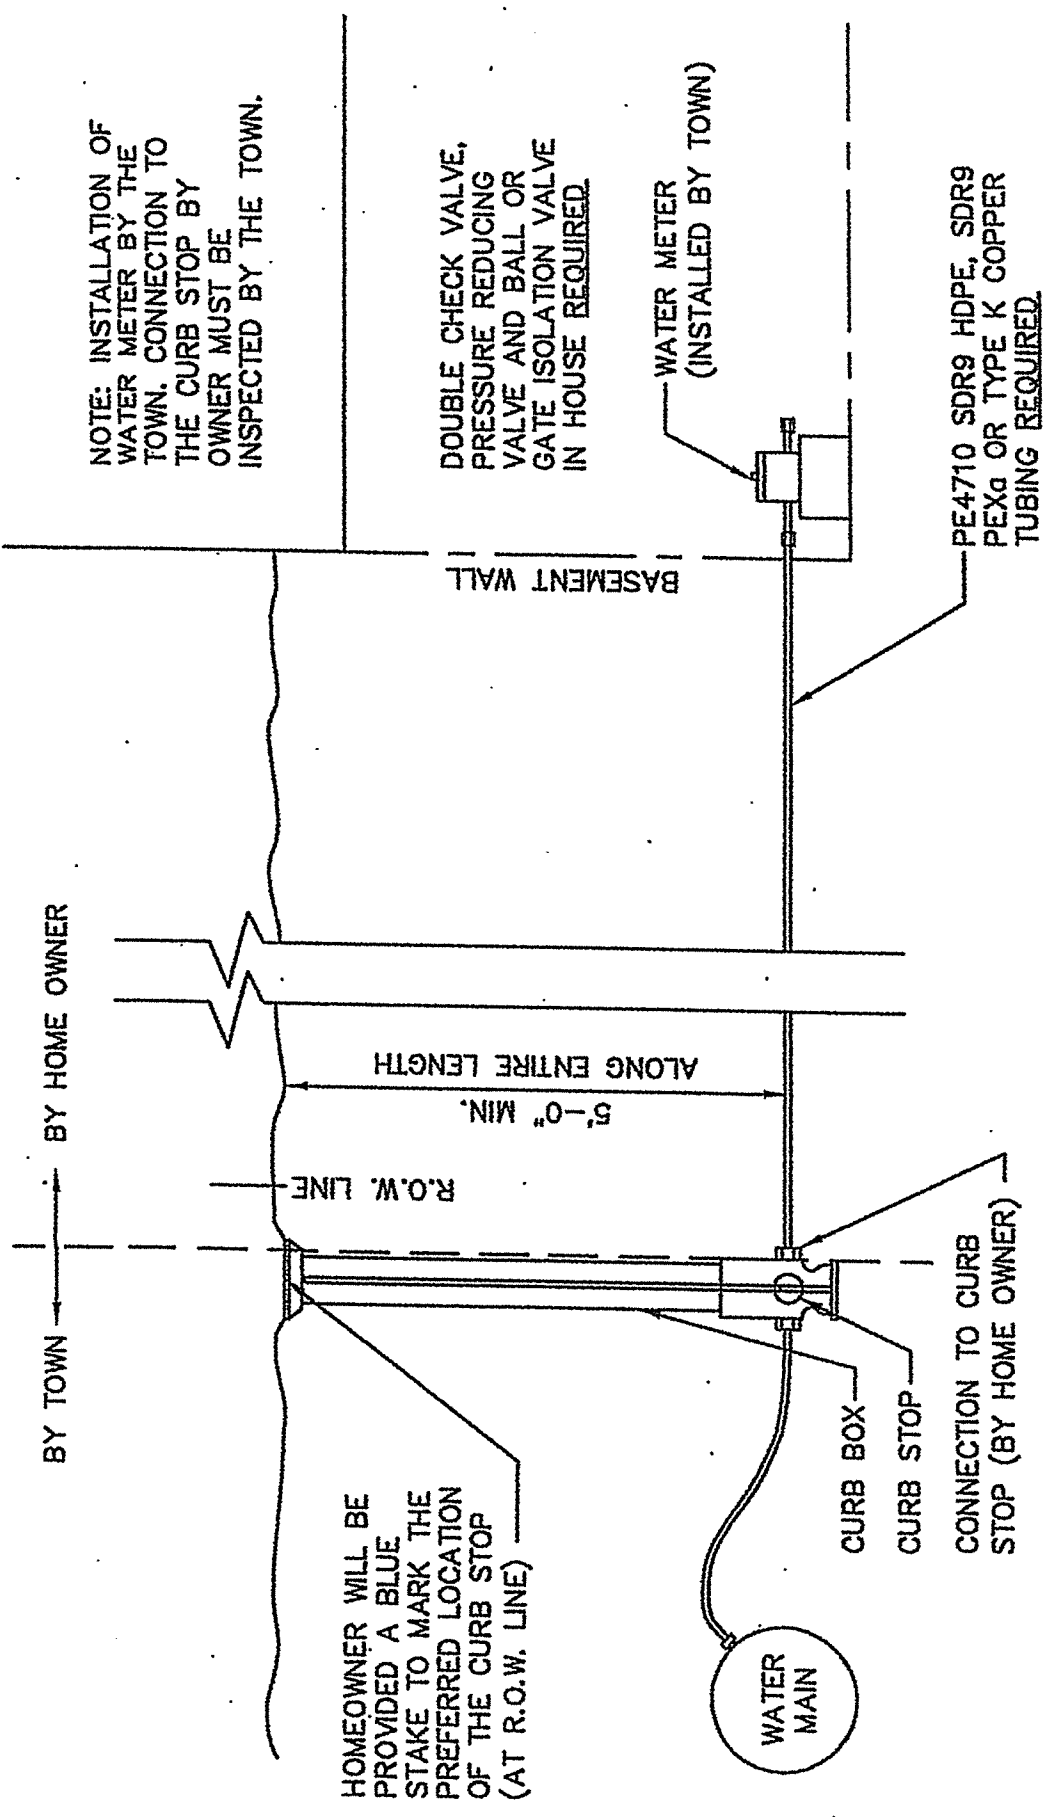 BY TOWN
BY HOME OWNER
NOTE: INSTALLATION OF
WATER METER BY THE
TOWN. CONNECTION TO
THE CURB STOP BY
OWNER MUST BE
INSPECTED BY THE TOWN.
HOMEOWNER WILL BE
PROVIDED A BLUE
STAKE TO MARK THE
PREFERRED LOCATION
OF THE CURB STOP
(AT R.O.W. LINE)
R.O.W. LINE
5'-0" MIN.
ALONG ENTIRE LENGTH
BASEMENT WALL
DOUBLE CHECK VALVE,
PRESSURE REDUCING
VALVE AND BALL OR
GATE ISOLATION VALVE
IN HOUSE REQUIRED
WATER METER
(INSTALLED BY TOWN)
WATER
MAIN
CURB BOX
CURB STOP
CONNECTION TO CURB
STOP (BY HOME OWNER)
PE4710 SDR9 HDPE, SDR9
PEXa OR TYPE K COPPER
TUBING REQUIRED